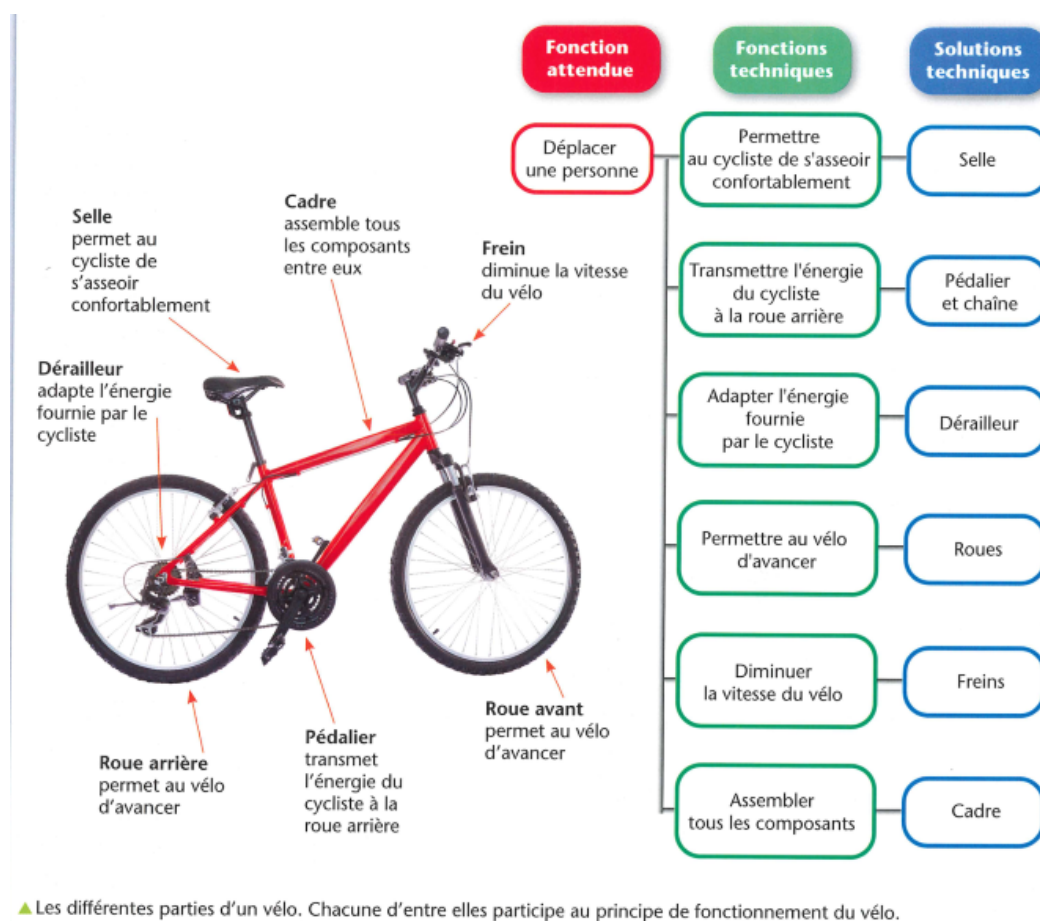 Fonction
attendue
Fonctions
techniques
Solutions
techniques
Déplacer
une personne
Permettre
au cycliste de s'asseoir
confortablement
Selle
Transmettre l'énergie
du cycliste
à la roue arrière
Pédalier
et chaîne
Adapter l'énergie
fournie
par le cycliste
Dérailleur
Permettre au vélo
d'avancer
Roues
Diminuer
la vitesse du vélo
Freins
Assembler
tous les composants
Cadre
Selle
permet au
cycliste de
s'asseoir
confortablement
Cadre
assemble tous
les composants
entre eux
Frein
diminue la vitesse
du vélo
Dérailleur
adapte l'énergie
fournie par le
cycliste
Roue arrière
permet au vélo
d'avancer
Pédalier
transmet
l'énergie du
cycliste à la
roue arrière
Roue avant
permet au vélo
d'avancer
Les différentes parties d'un vélo. Chacune d'entre elles participe au principe de fonctionnement du vélo.